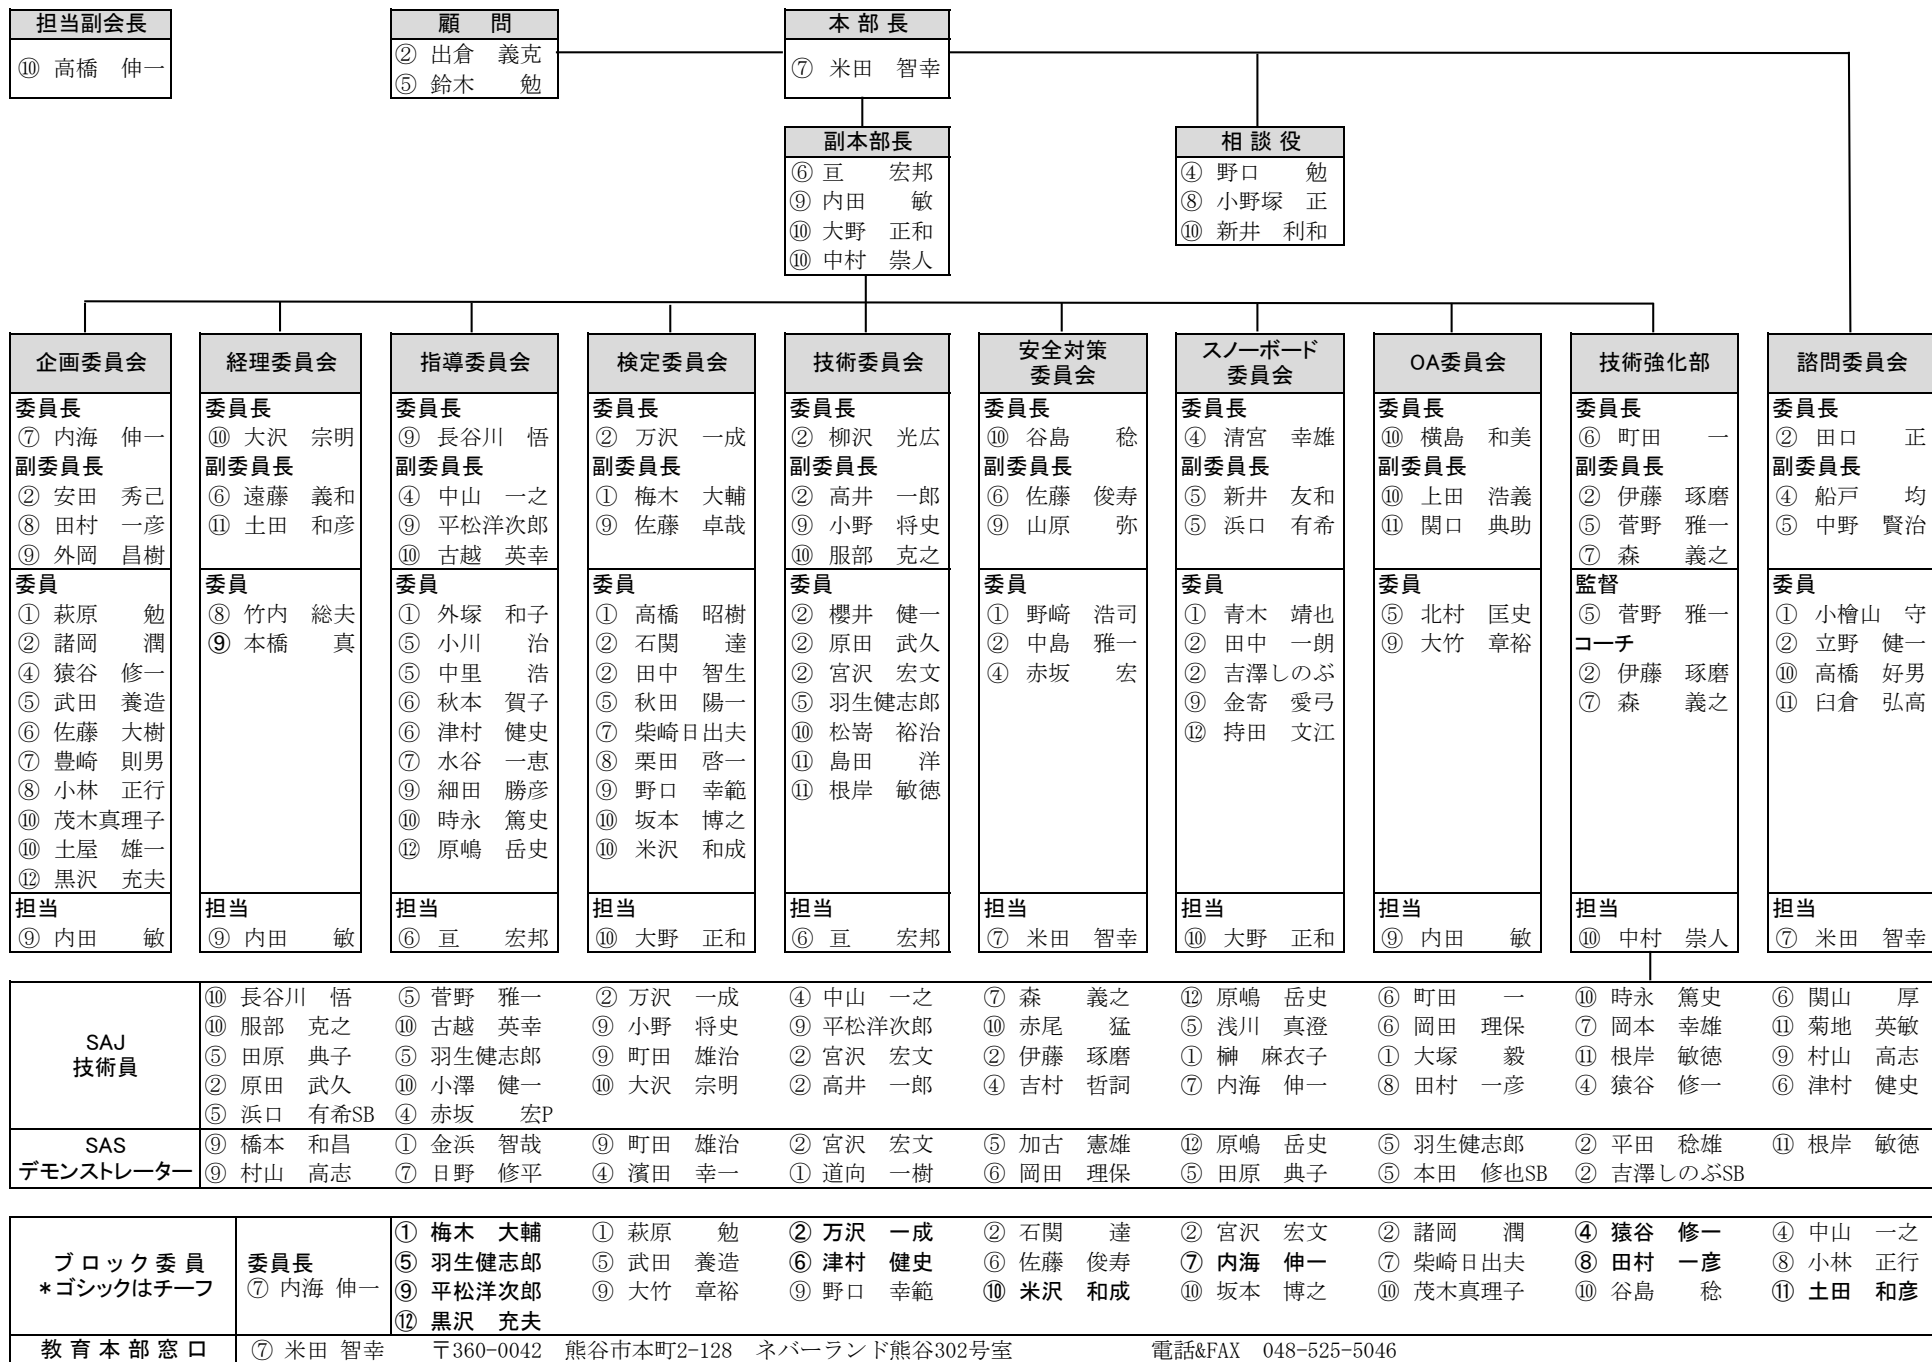 担当副会長
⑩ 高橋 伸一
顧 問
② 出倉 義克
⑤ 鈴木 勉
本 部 長
⑦ 米田 智幸
副本部長
⑥ 亘 宏邦
⑨ 内田 敏
⑩ 大野 正和
⑩ 中村 崇人
相 談 役
④ 野口 勉
⑧ 小野塚 正
⑩ 新井 利和
企画委員会
委員長
⑦ 内海 伸一
副委員長
② 安田 秀己
⑧ 田村 一彦
⑨ 外岡 昌樹
委員
① 萩原 勉
② 諸岡 潤
④ 猿谷 修一
⑤ 武田 養造
⑥ 佐藤 大樹
⑦ 豊崎 則男
⑧ 小林 正行
⑩ 茂木真理子
⑩ 土屋 雄一
⑫ 黒沢 充夫
担当
⑨ 内田 敏
経理委員会
委員長
⑩ 大沢 宗明
副委員長
⑥ 遠藤 義和
⑪ 土田 和彦
委員
⑧ 竹内 総夫
⑨ 本橋 真
担当
⑨ 内田 敏
指導委員会
委員長
⑨ 長谷川 悟
副委員長
④ 中山 一之
⑨ 平松洋次郎
⑩ 古越 英幸
委員
① 外塚 和子
⑤ 小川 治
⑤ 中里 浩
⑥ 秋本 賀子
⑥ 津村 健史
⑦ 水谷 一恵
⑨ 細田 勝彦
⑩ 時永 篤史
⑫ 原嶋 岳史
担当
⑥ 亘 宏邦
検定委員会
委員長
② 万沢 一成
副委員長
① 梅木 大輔
⑨ 佐藤 卓哉
委員
① 高橋 昭樹
② 石関 達
② 田中 智生
⑤ 秋田 陽一
⑦ 柴崎日出夫
⑧ 栗田 啓一
⑨ 野口 幸範
⑩ 坂本 博之
⑩ 米沢 和成
担当
⑩ 大野 正和
技術委員会
委員長
② 柳沢 光広
副委員長
② 高井 一郎
⑨ 小野 将史
⑩ 服部 克之
委員
② 櫻井 健一
② 原田 武久
② 宮沢 宏文
⑤ 羽生健志郎
⑩ 松嵜 裕治
⑪ 島田 洋
⑪ 根岸 敏徳
担当
⑥ 亘 宏邦
安全対策
委員会
委員長
⑩ 谷島 稔
副委員長
⑥ 佐藤 俊寿
⑨ 山原 弥
委員
① 野﨑 浩司
② 中島 雅一
④ 赤坂 宏
担当
⑦ 米田 智幸
スノーボード
委員会
委員長
④ 清宮 幸雄
副委員長
⑤ 新井 友和
⑤ 浜口 有希
委員
① 青木 靖也
② 田中 一朗
② 吉澤しのぶ
⑨ 金寄 愛弓
⑫ 持田 文江
担当
⑩ 大野 正和
OA委員会
委員長
⑩ 横島 和美
副委員長
⑩ 上田 浩義
⑪ 関口 典助
委員
⑤ 北村 匡史
⑨ 大竹 章裕
担当
⑨ 内田 敏
技術強化部
委員長
⑥ 町田 一
副委員長
② 伊藤 琢磨
⑤ 菅野 雅一
⑦ 森 義之
監督
⑤ 菅野 雅一
コーチ
② 伊藤 琢磨
⑦ 森 義之
担当
⑩ 中村 崇人
諮問委員会
委員長
② 田口 正
副委員長
④ 船戸 均
⑤ 中野 賢治
委員
① 小檜山 守
② 立野 健一
⑩ 高橋 好男
⑪ 臼倉 弘高
担当
⑦ 米田 智幸
SAJ
技術員
⑩ 長谷川 悟 ⑤ 菅野 雅一 ② 万沢 一成 ④ 中山 一之 ⑦ 森 義之 ⑫ 原嶋 岳史 ⑥ 町田 一 ⑩ 時永 篤史 ⑥ 関山 厚
⑩ 服部 克之 ⑩ 古越 英幸 ⑨ 小野 将史 ⑨ 平松洋次郎 ⑩ 赤尾 猛 ⑤ 浅川 真澄 ⑥ 岡田 理保 ⑦ 岡本 幸雄 ⑪ 菊地 英敏
⑤ 田原 典子 ⑤ 羽生健志郎 ⑨ 町田 雄治 ② 宮沢 宏文 ② 伊藤 琢磨 ① 榊 麻衣子 ① 大塚 毅 ⑪ 根岸 敏徳 ⑨ 村山 高志
② 原田 武久 ⑩ 小澤 健一 ⑩ 大沢 宗明 ② 高井 一郎 ④ 吉村 哲詞 ⑦ 内海 伸一 ⑧ 田村 一彦 ④ 猿谷 修一 ⑥ 津村 健史
⑤ 浜口 有希SB ④ 赤坂 宏P
SAS
デモンストレーター
⑨ 橋本 和昌 ① 金浜 智哉 ⑨ 町田 雄治 ② 宮沢 宏文 ⑤ 加古 憲雄 ⑫ 原嶋 岳史 ⑤ 羽生健志郎 ② 平田 稔雄 ⑪ 根岸 敏徳
⑨ 村山 高志 ⑦ 日野 修平 ④ 濱田 幸一 ① 道向 一樹 ⑥ 岡田 理保 ⑤ 田原 典子 ⑤ 本田 修也SB ② 吉澤しのぶSB
ブロック委員
*ゴシックはチーフ
委員長
⑦ 内海 伸一
① 梅木 大輔 ① 萩原 勉 ② 万沢 一成 ② 石関 達 ② 宮沢 宏文 ② 諸岡 潤 ④ 猿谷 修一 ④ 中山 一之
⑤ 羽生健志郎 ⑤ 武田 養造 ⑥ 津村 健史 ⑥ 佐藤 俊寿 ⑦ 内海 伸一 ⑦ 柴崎日出夫 ⑧ 田村 一彦 ⑧ 小林 正行
⑨ 平松洋次郎 ⑨ 大竹 章裕 ⑨ 野口 幸範 ⑩ 米沢 和成 ⑩ 坂本 博之 ⑩ 茂木真理子 ⑩ 谷島 稔 ⑪ 土田 和彦
⑫ 黒沢 充夫
教育本部窓口
⑦ 米田 智幸 〒360-0042 熊谷市本町2-128 ネバーランド熊谷302号室 電話&FAX 048-525-5046